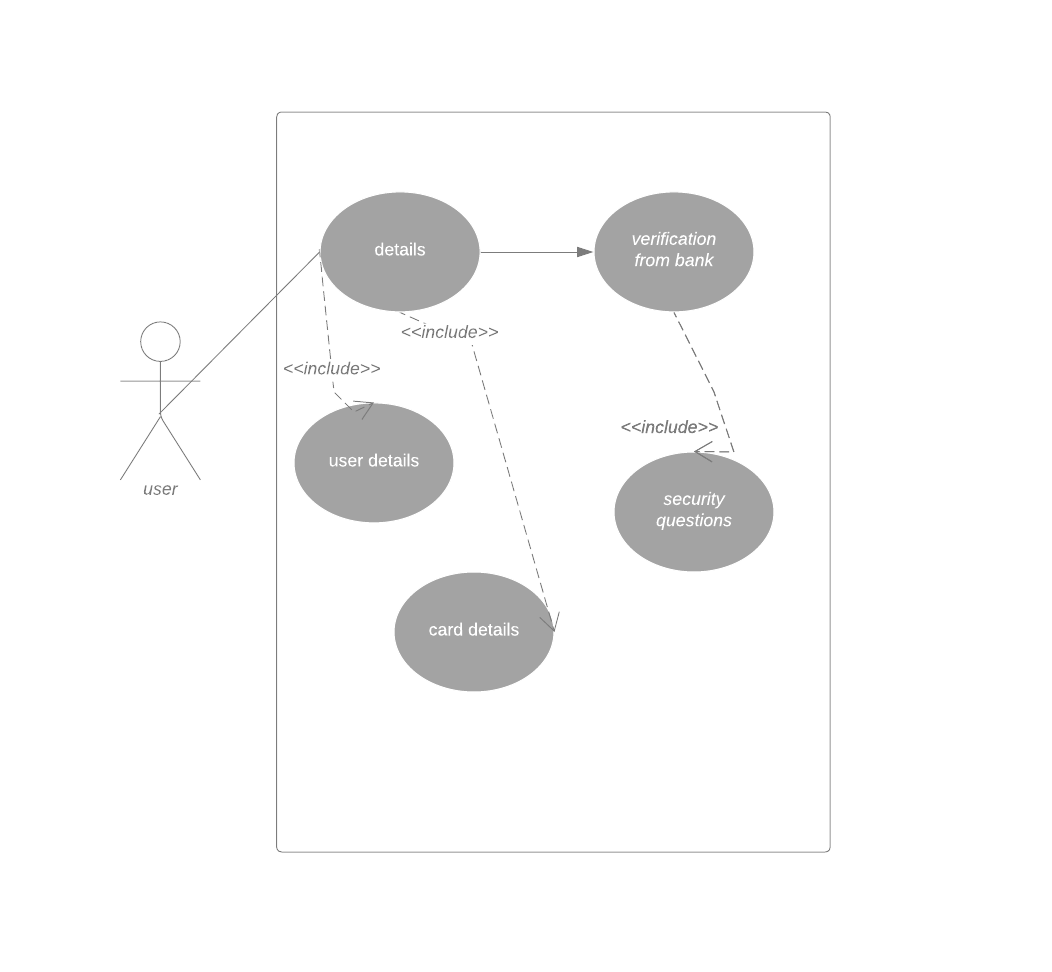 details
verification
from bank
<<include>>
<<include>>
<<include>>
user details
user
security
questions
card details